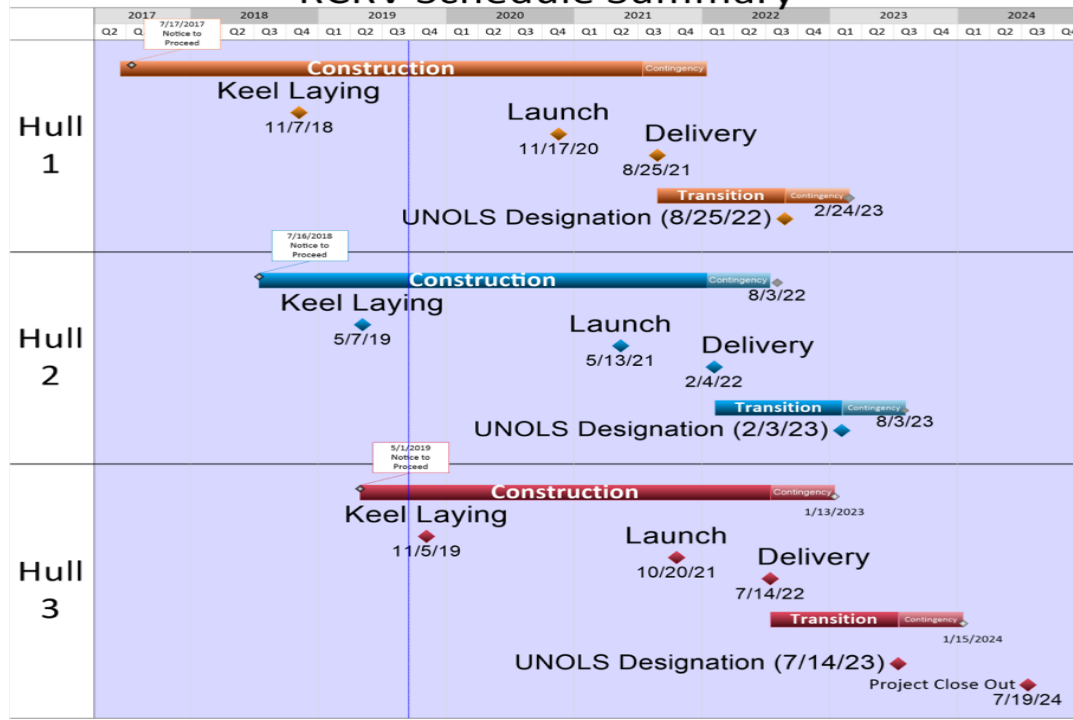 RCRV Schedule Summary
2017 2018 2019 2020 2021 2022 2023 2024
Q2 Q Q2 Q3 Q4 Q1 Q2 Q3 Q4 Q1 Q2 Q3 Q4 Q1 Q2 Q3 Q4 Q1 Q2 Q3 Q4 Q1 Q2 Q3 Q4 Q1 Q2 Q3 Q4
7/17/2017
Notice to
Proceed
Construction Contingency
Keel Laying
11/7/18
Launch
11/17/20
Delivery
8/25/21
Hull
1
Transition Contingency
UNOLS Designation (8/25/22) 2/24/23
7/16/2018
Notice to
Proceed
Construction Contingency
8/3/22
Keel Laying
5/7/19
Launch
5/13/21
Delivery
2/4/22
Hull
2
Transition Contingency
8/3/23
UNOLS Designation (2/3/23)
5/1/2019
Notice to
Proceed
Construction Contingency
1/13/2023
Keel Laying
11/5/19
Launch
10/20/21
Delivery
7/14/22
Hull
3
Transition Contingency
1/15/2024
UNOLS Designation (7/14/23)
Project Close Out
7/19/24